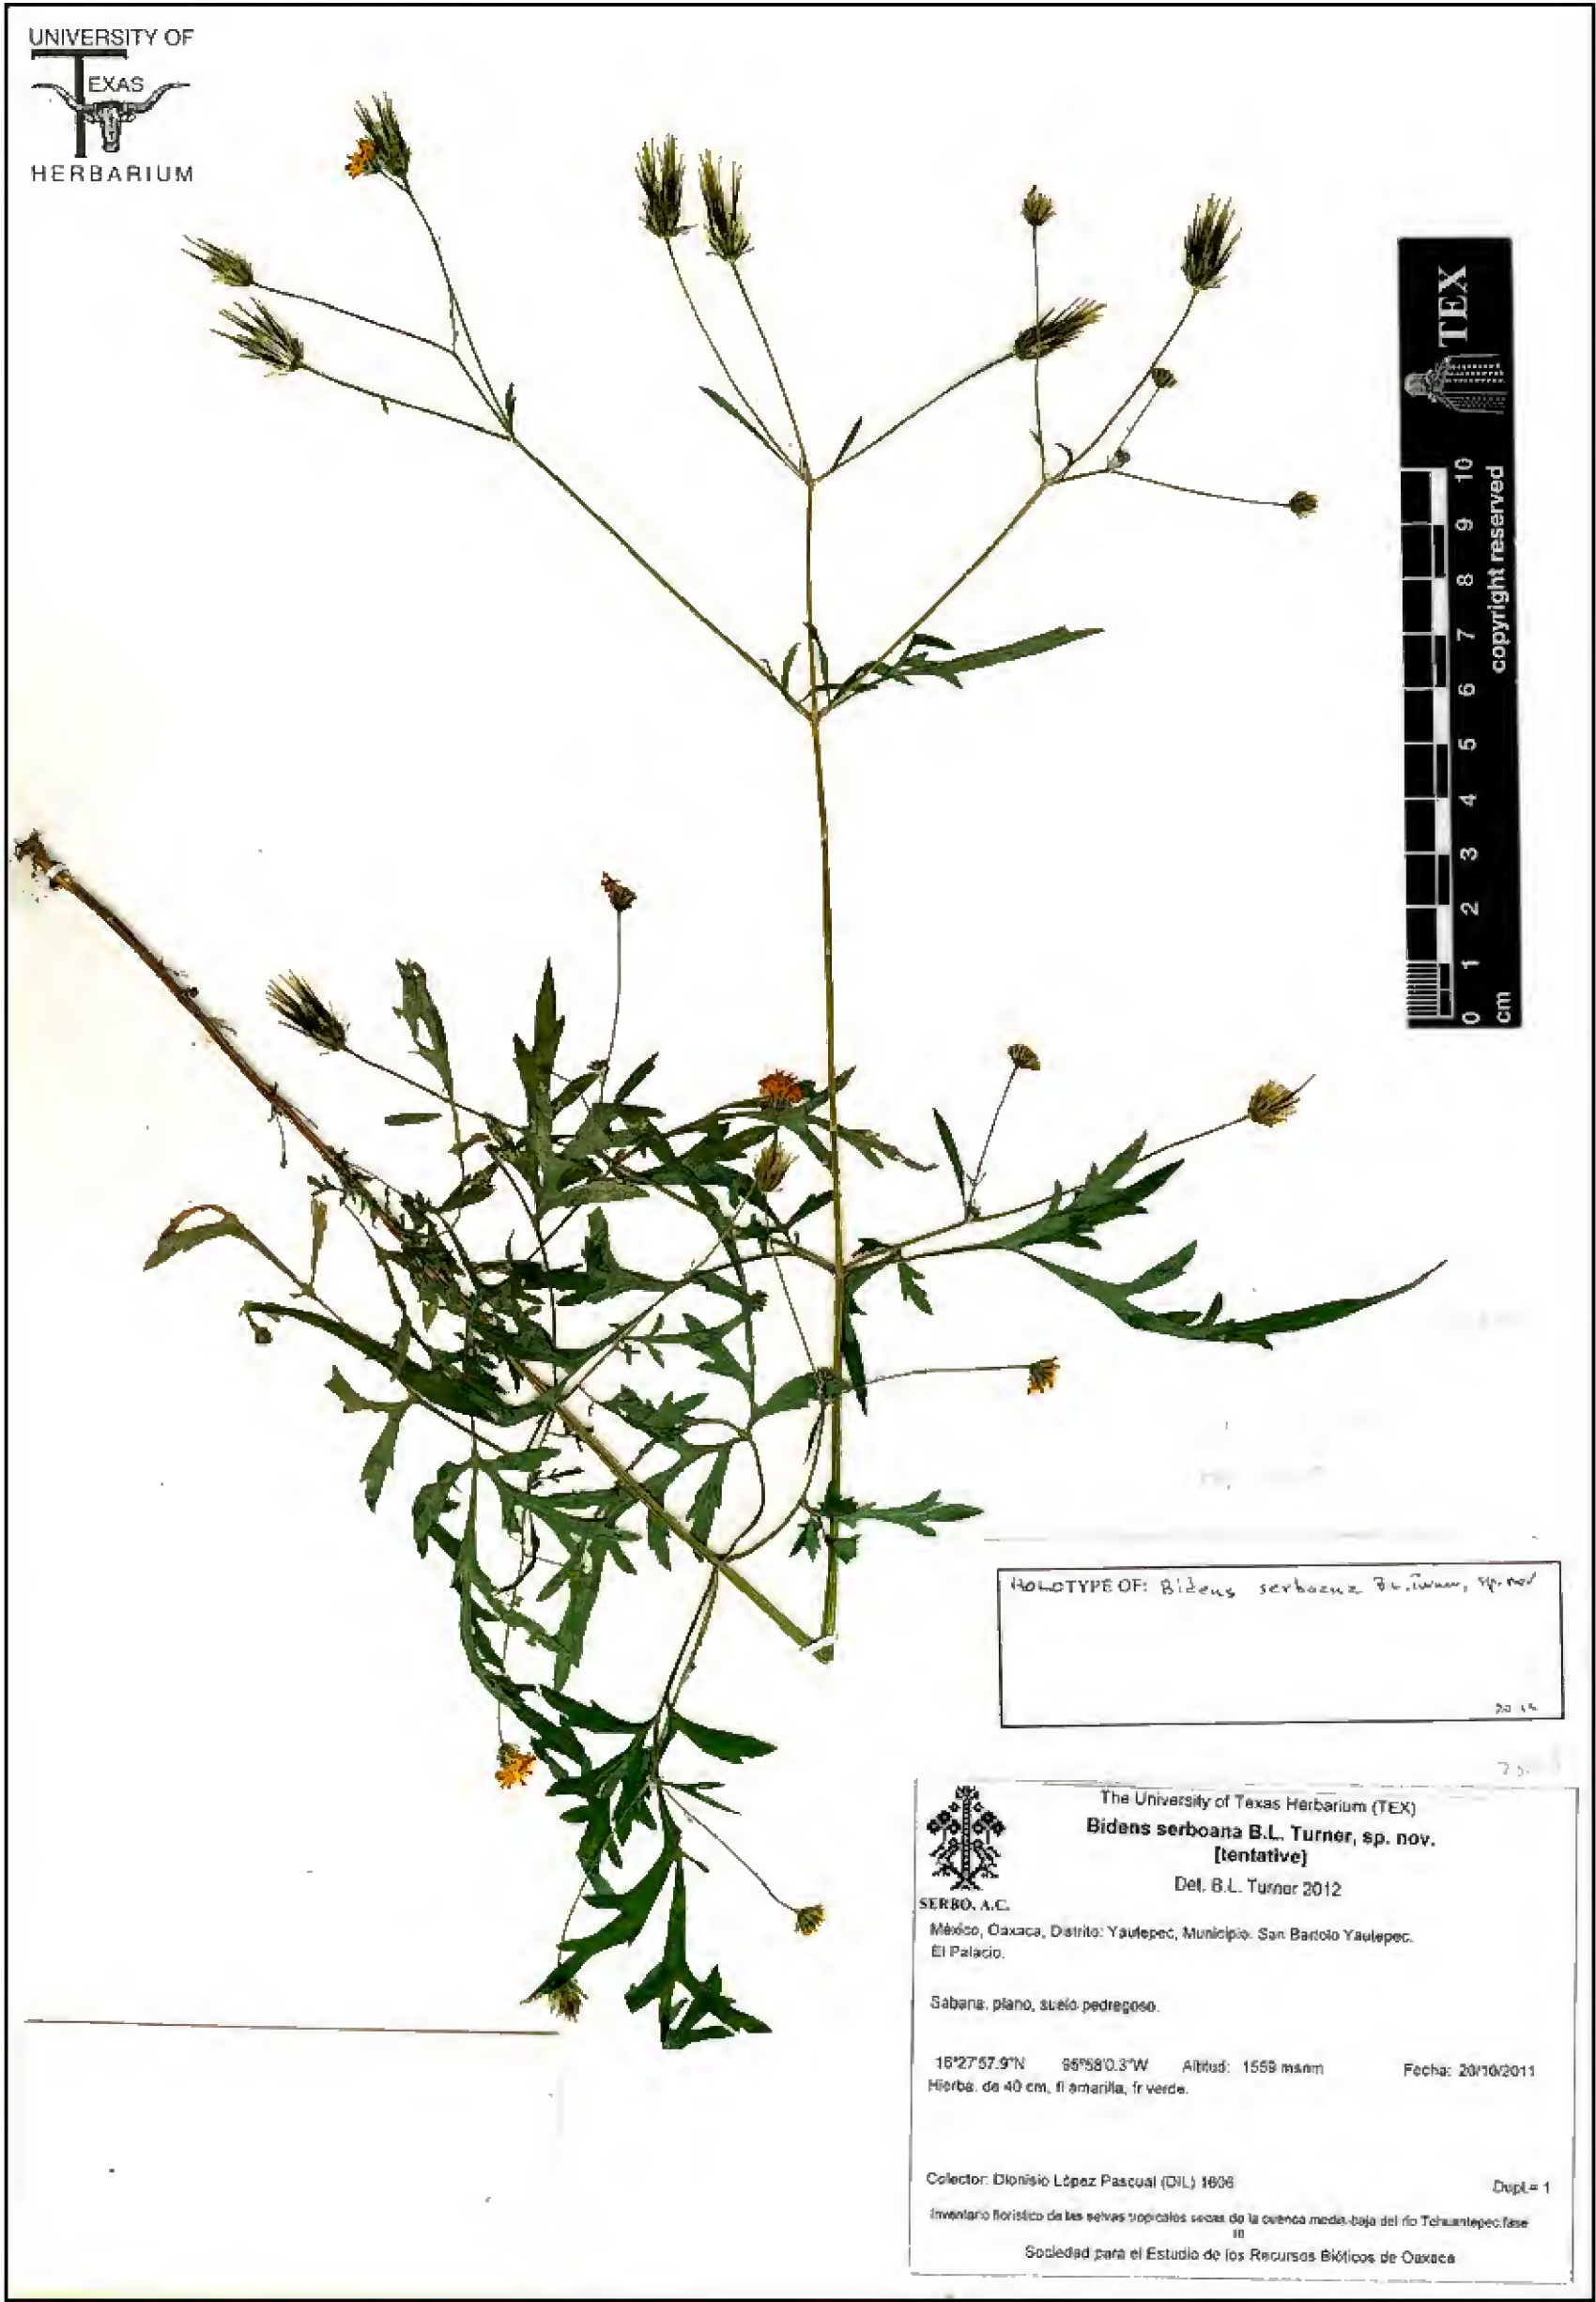 UNIVERSITY OF
TEXAS
HERBARIUM
TEX
10
9
8
7
6
5
4
3
2
1
0
cm
copyright reserved
HOLOTYPE OF: Bidens serboana B.L. Turner, sp. nov
The University of Texas Herbarium (TEX)
Bidens serboana B.L. Turner, sp. nov.
[tentative]
Det. B.L. Turner 2012
SERBO, A.C.
México, Oaxaca, Distrito: Yautepec, Municipio: San Bartolo Yautepec.
El Palacio.
Sabana, plano, suelo pedregoso.
16°27'57.9"N 95°58'0.3"W Altitud: 1559 msnm Fecha: 20/10/2011
Hierba, de 40 cm, fl amarilla, fr verde.
Colector: Dionisio López Pascual (DIL) 1606 Dupl.= 1
Inventario florístico de las selvas tropicales secas de la cuenca media-baja del río Tehuantepec, fase
III
Sociedad para el Estudio de los Recursos Bióticos de Oaxaca